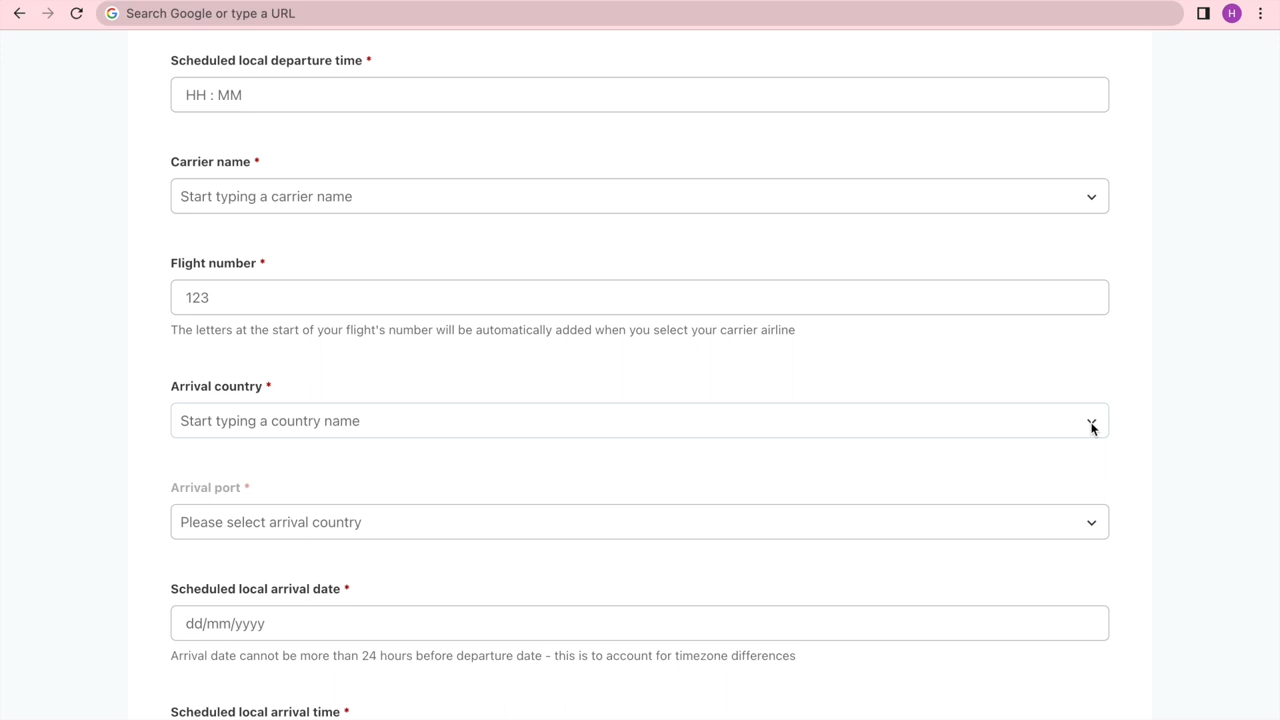 Search Google or type a URL
H
Scheduled local departure time *
HH : MM
Carrier name *
Start typing a carrier name
Flight number *
123
The letters at the start of your flight's number will be automatically added when you select your carrier airline
Arrival country *
Start typing a country name
Arrival port *
Please select arrival country
Scheduled local arrival date *
dd/mm/yyyy
Arrival date cannot be more than 24 hours before departure date - this is to account for timezone differences
Scheduled local arrival time *